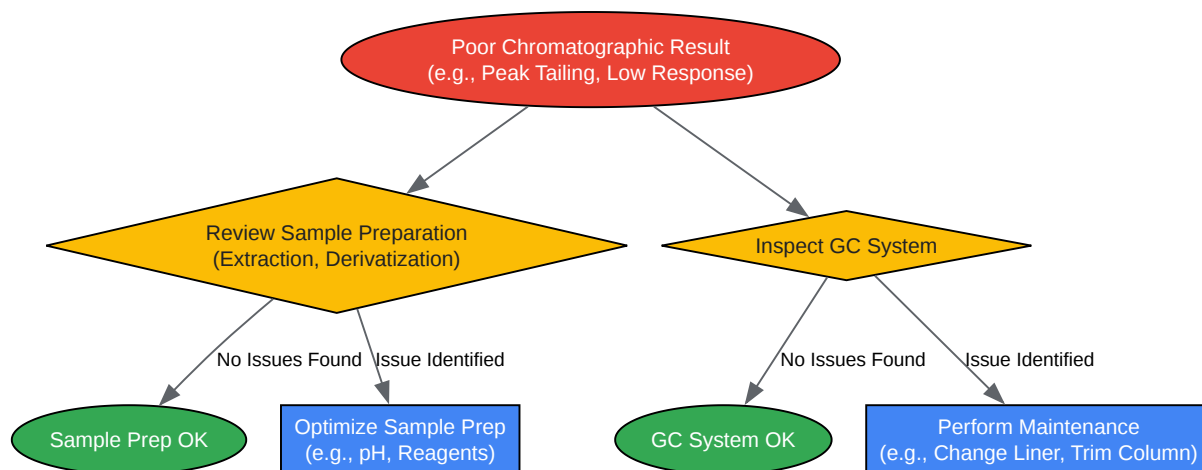 Poor Chromatographic Result
(e.g., Peak Tailing, Low Response)
Review Sample Preparation
(Extraction, Derivatization)
Inspect GC System
No Issues Found
Issue Identified
No Issues Found
Issue Identified
Sample Prep OK
Optimize Sample Prep
(e.g., pH, Reagents)
GC System OK
Perform Maintenance
(e.g., Change Liner, Trim Column)